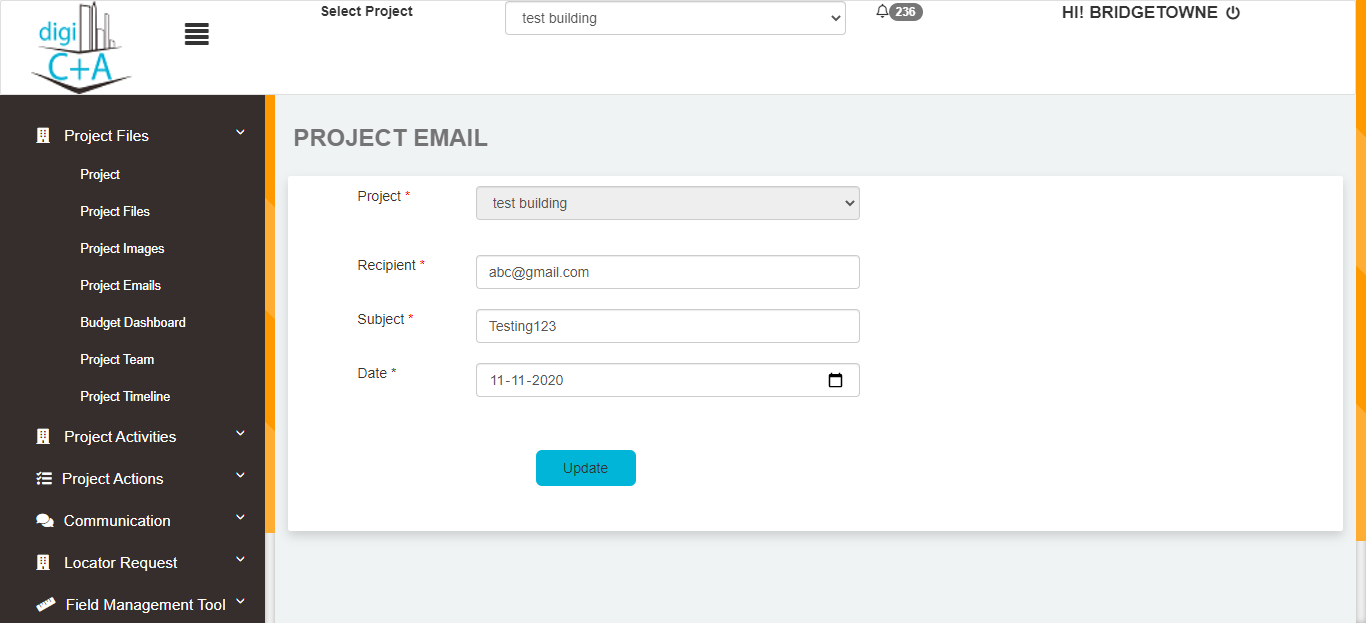 digi
C+A
Select Project
test building
236
HI! BRIDGETOWNE
Project Files
Project
Project Files
Project Images
Project Emails
Budget Dashboard
Project Team
Project Timeline
Project Activities
Project Actions
Communication
Locator Request
Field Management Tool
PROJECT EMAIL
Project *
test building
Recipient *
abc@gmail.com
Subject *
Testing123
Date *
11-11-2020
Update